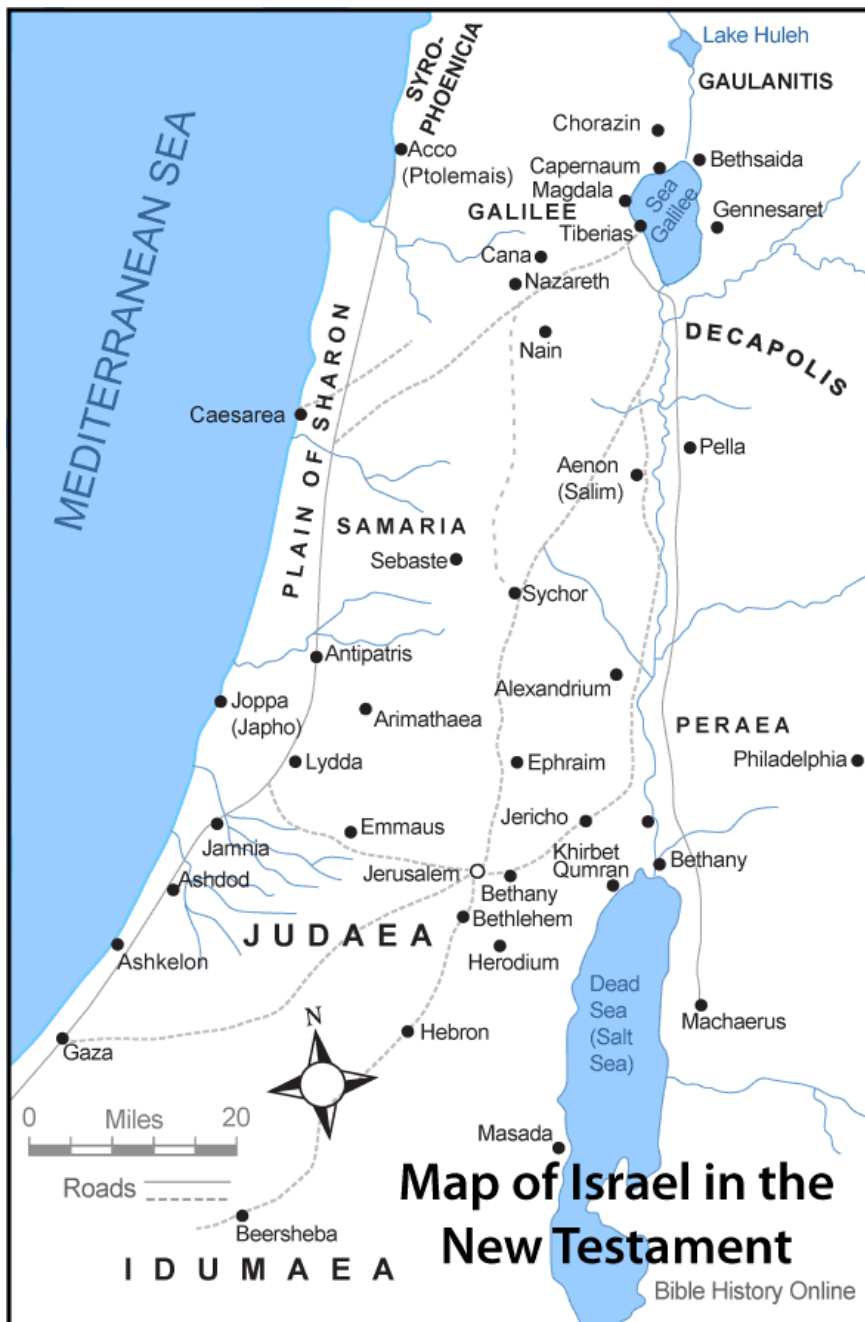 Lake Huleh
SYRO-
PHOENICIA
GAULANITIS
MEDITERRANEAN SEA
Chorazin
Acco
(Ptolemais)
Capernaum
Bethsaida
Magdala
Sea
Galilee
GALILEE
Gennesaret
Tiberias
Cana
Nazareth
Nain
DECAPOLIS
PLAIN OF SHARON
Caesarea
Pella
Aenon
(Salim)
SAMARIA
Sebaste
Sychor
Antipatris
Alexandrium
Joppa
(Japho)
Arimathaea
PERAEA
Philadelphia
Lydda
Ephraim
Jericho
Emmaus
Jamnia
Khirbet
Qumran
Bethany
Jerusalem
Bethany
Ashdod
Bethlehem
JUDAEA
Herodium
Ashkelon
Dead
Sea
(Salt
Sea)
Machaerus
N
Hebron
Gaza
0 Miles 20
Masada
Roads
Map of Israel in the
New Testament
Beersheba
IDUMAEA
Bible History Online